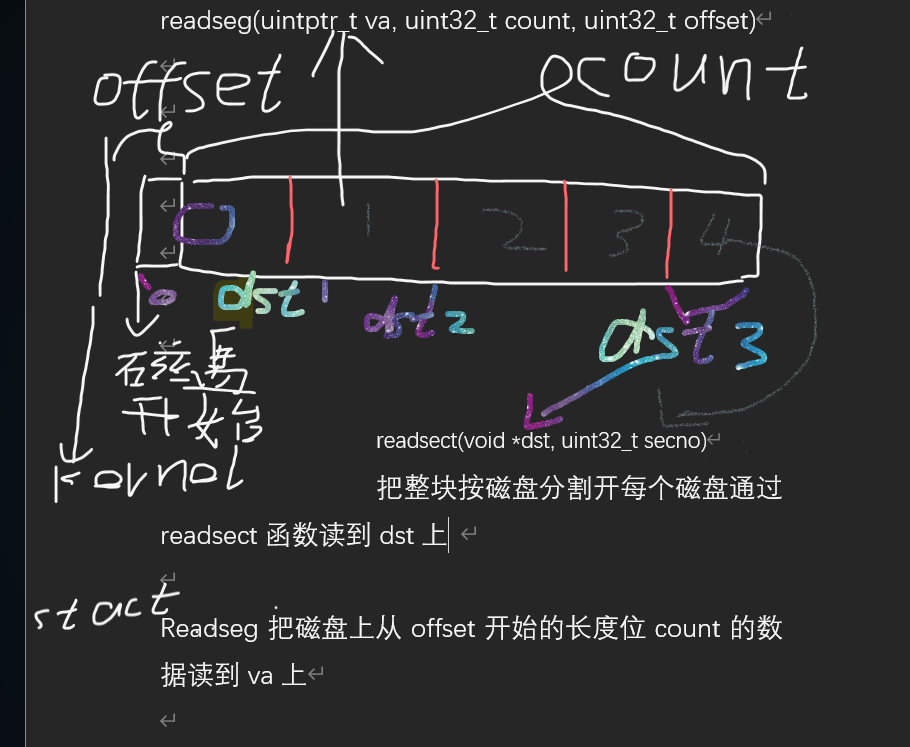 readseg(uintptr_t va, uint32_t count, uint32_t offset)
offset
count
0 1 2 3 4
0 dst 1 dst 2 dst 3
磁盘
开始
readsect(void *dst, uint32_t secno)
kernel
把整块按磁盘分割开每个磁盘通过
readsect 函数读到 dst 上
start
Readseg 把磁盘上从 offset 开始的长度位 count 的数
据读到 va 上